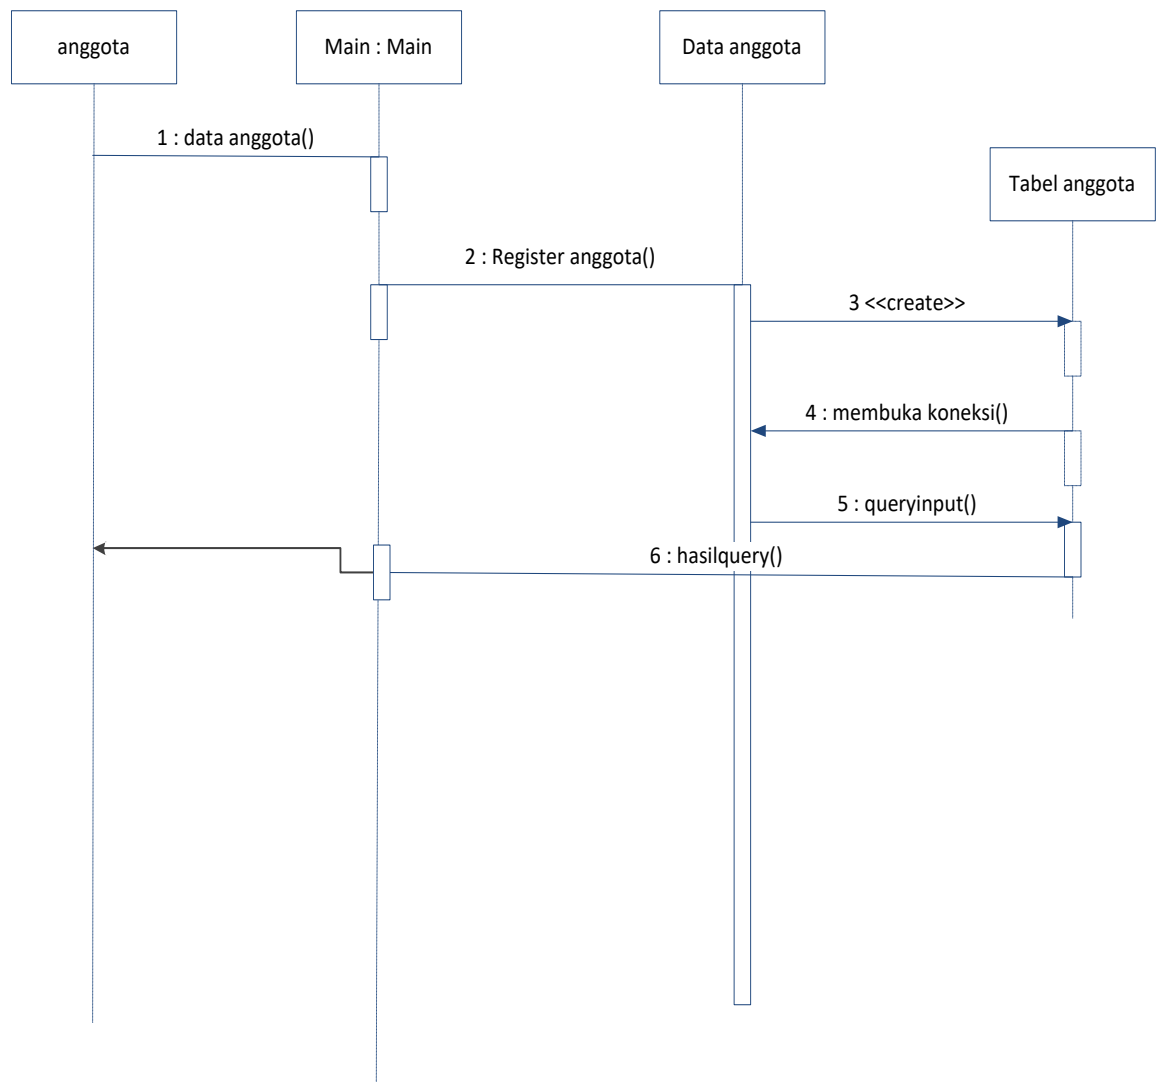 anggota
Main : Main
Data anggota
1 : data anggota()
Tabel anggota
2 : Register anggota()
3 <<create>>
4 : membuka koneksi()
5 : queryinput()
6 : hasilquery()